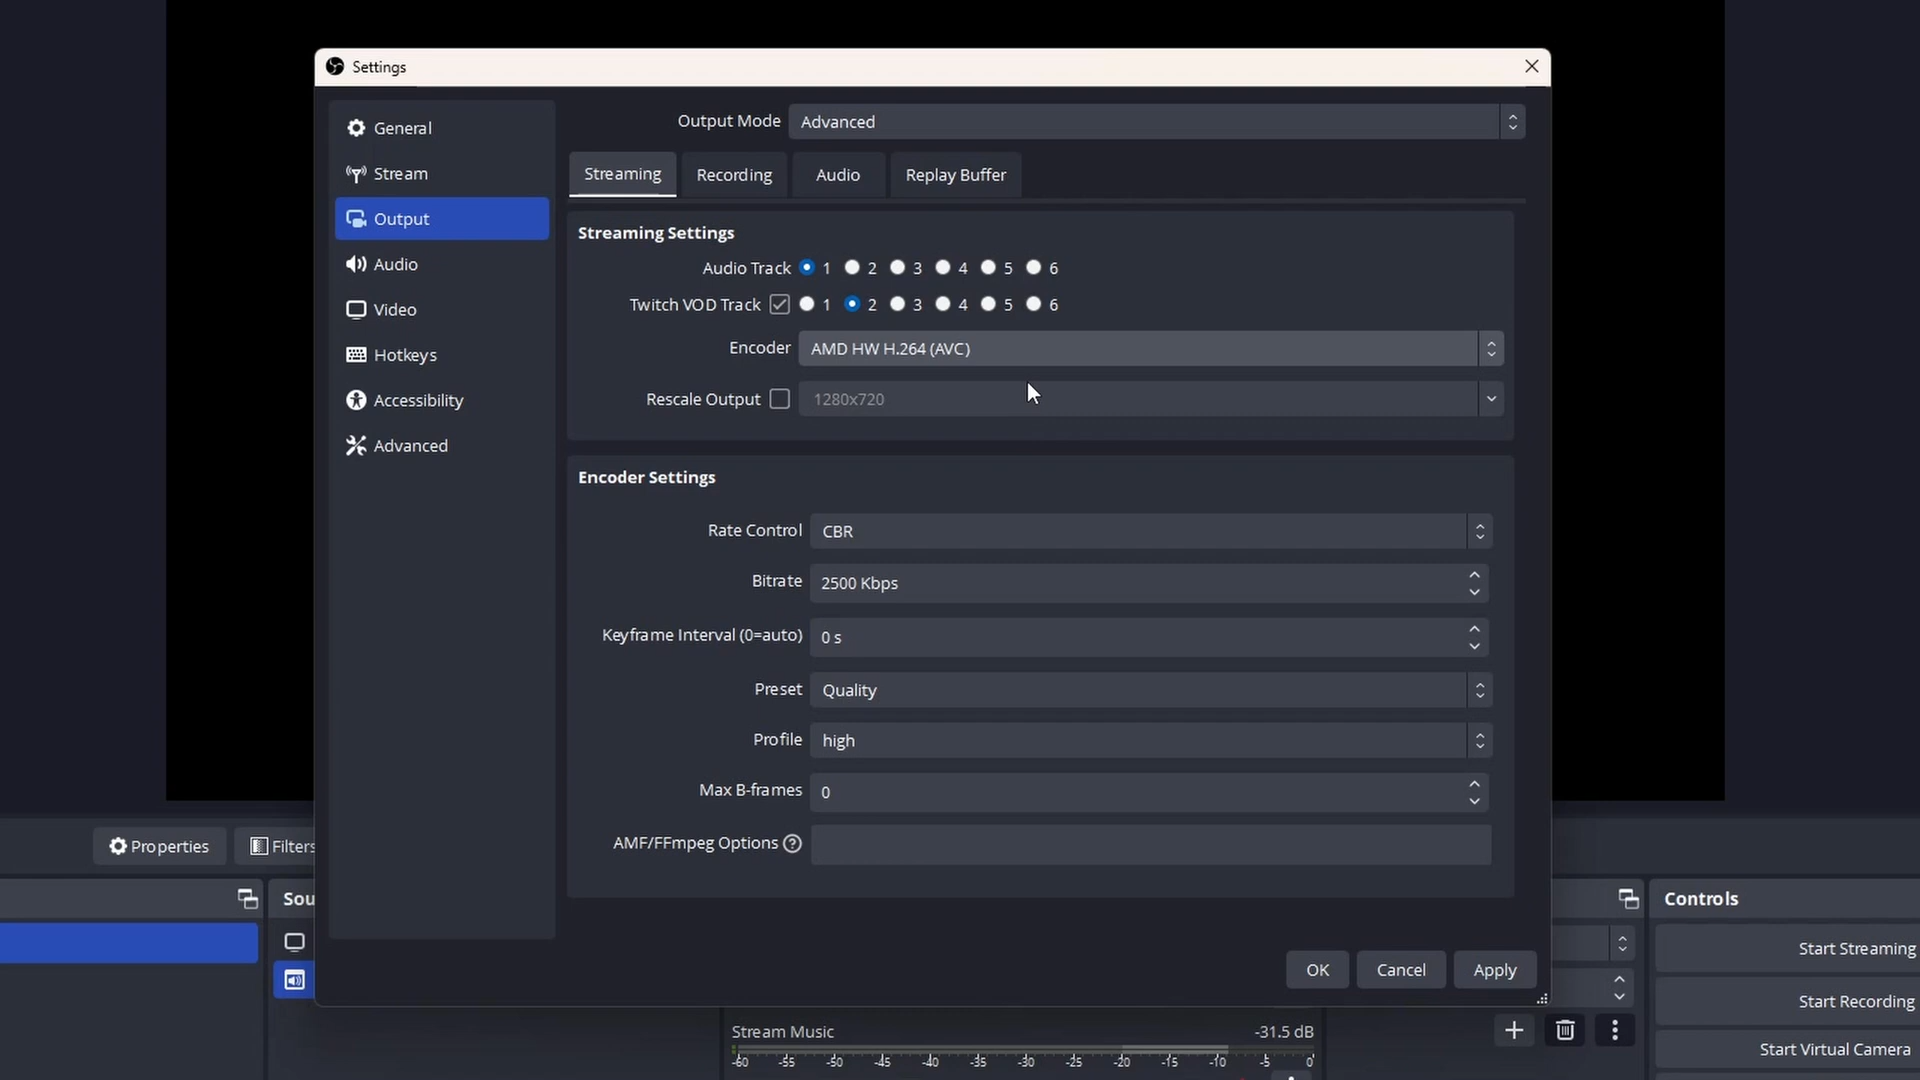 Settings
General
Stream
Output
Audio
Video
Hotkeys
Accessibility
Advanced
Output Mode Advanced
Streaming Recording Audio Replay Buffer
Streaming Settings
Audio Track 1 2 3 4 5 6
Twitch VOD Track 1 2 3 4 5 6
Encoder AMD HW H.264 (AVC)
Rescale Output 1280x720
Encoder Settings
Rate Control CBR
Bitrate 2500 Kbps
Keyframe Interval (0=auto) 0 s
Preset Quality
Profile high
Max B-frames 0
AMF/FFmpeg Options ?
OK Cancel Apply
Properties Filters
Sou
Controls
Start Streaming
Start Recording
Start Virtual Camera
Stream Music -31.5 dB
-60 -55 -50 -45 -40 -35 -30 -25 -20 -15 -10 -5 0